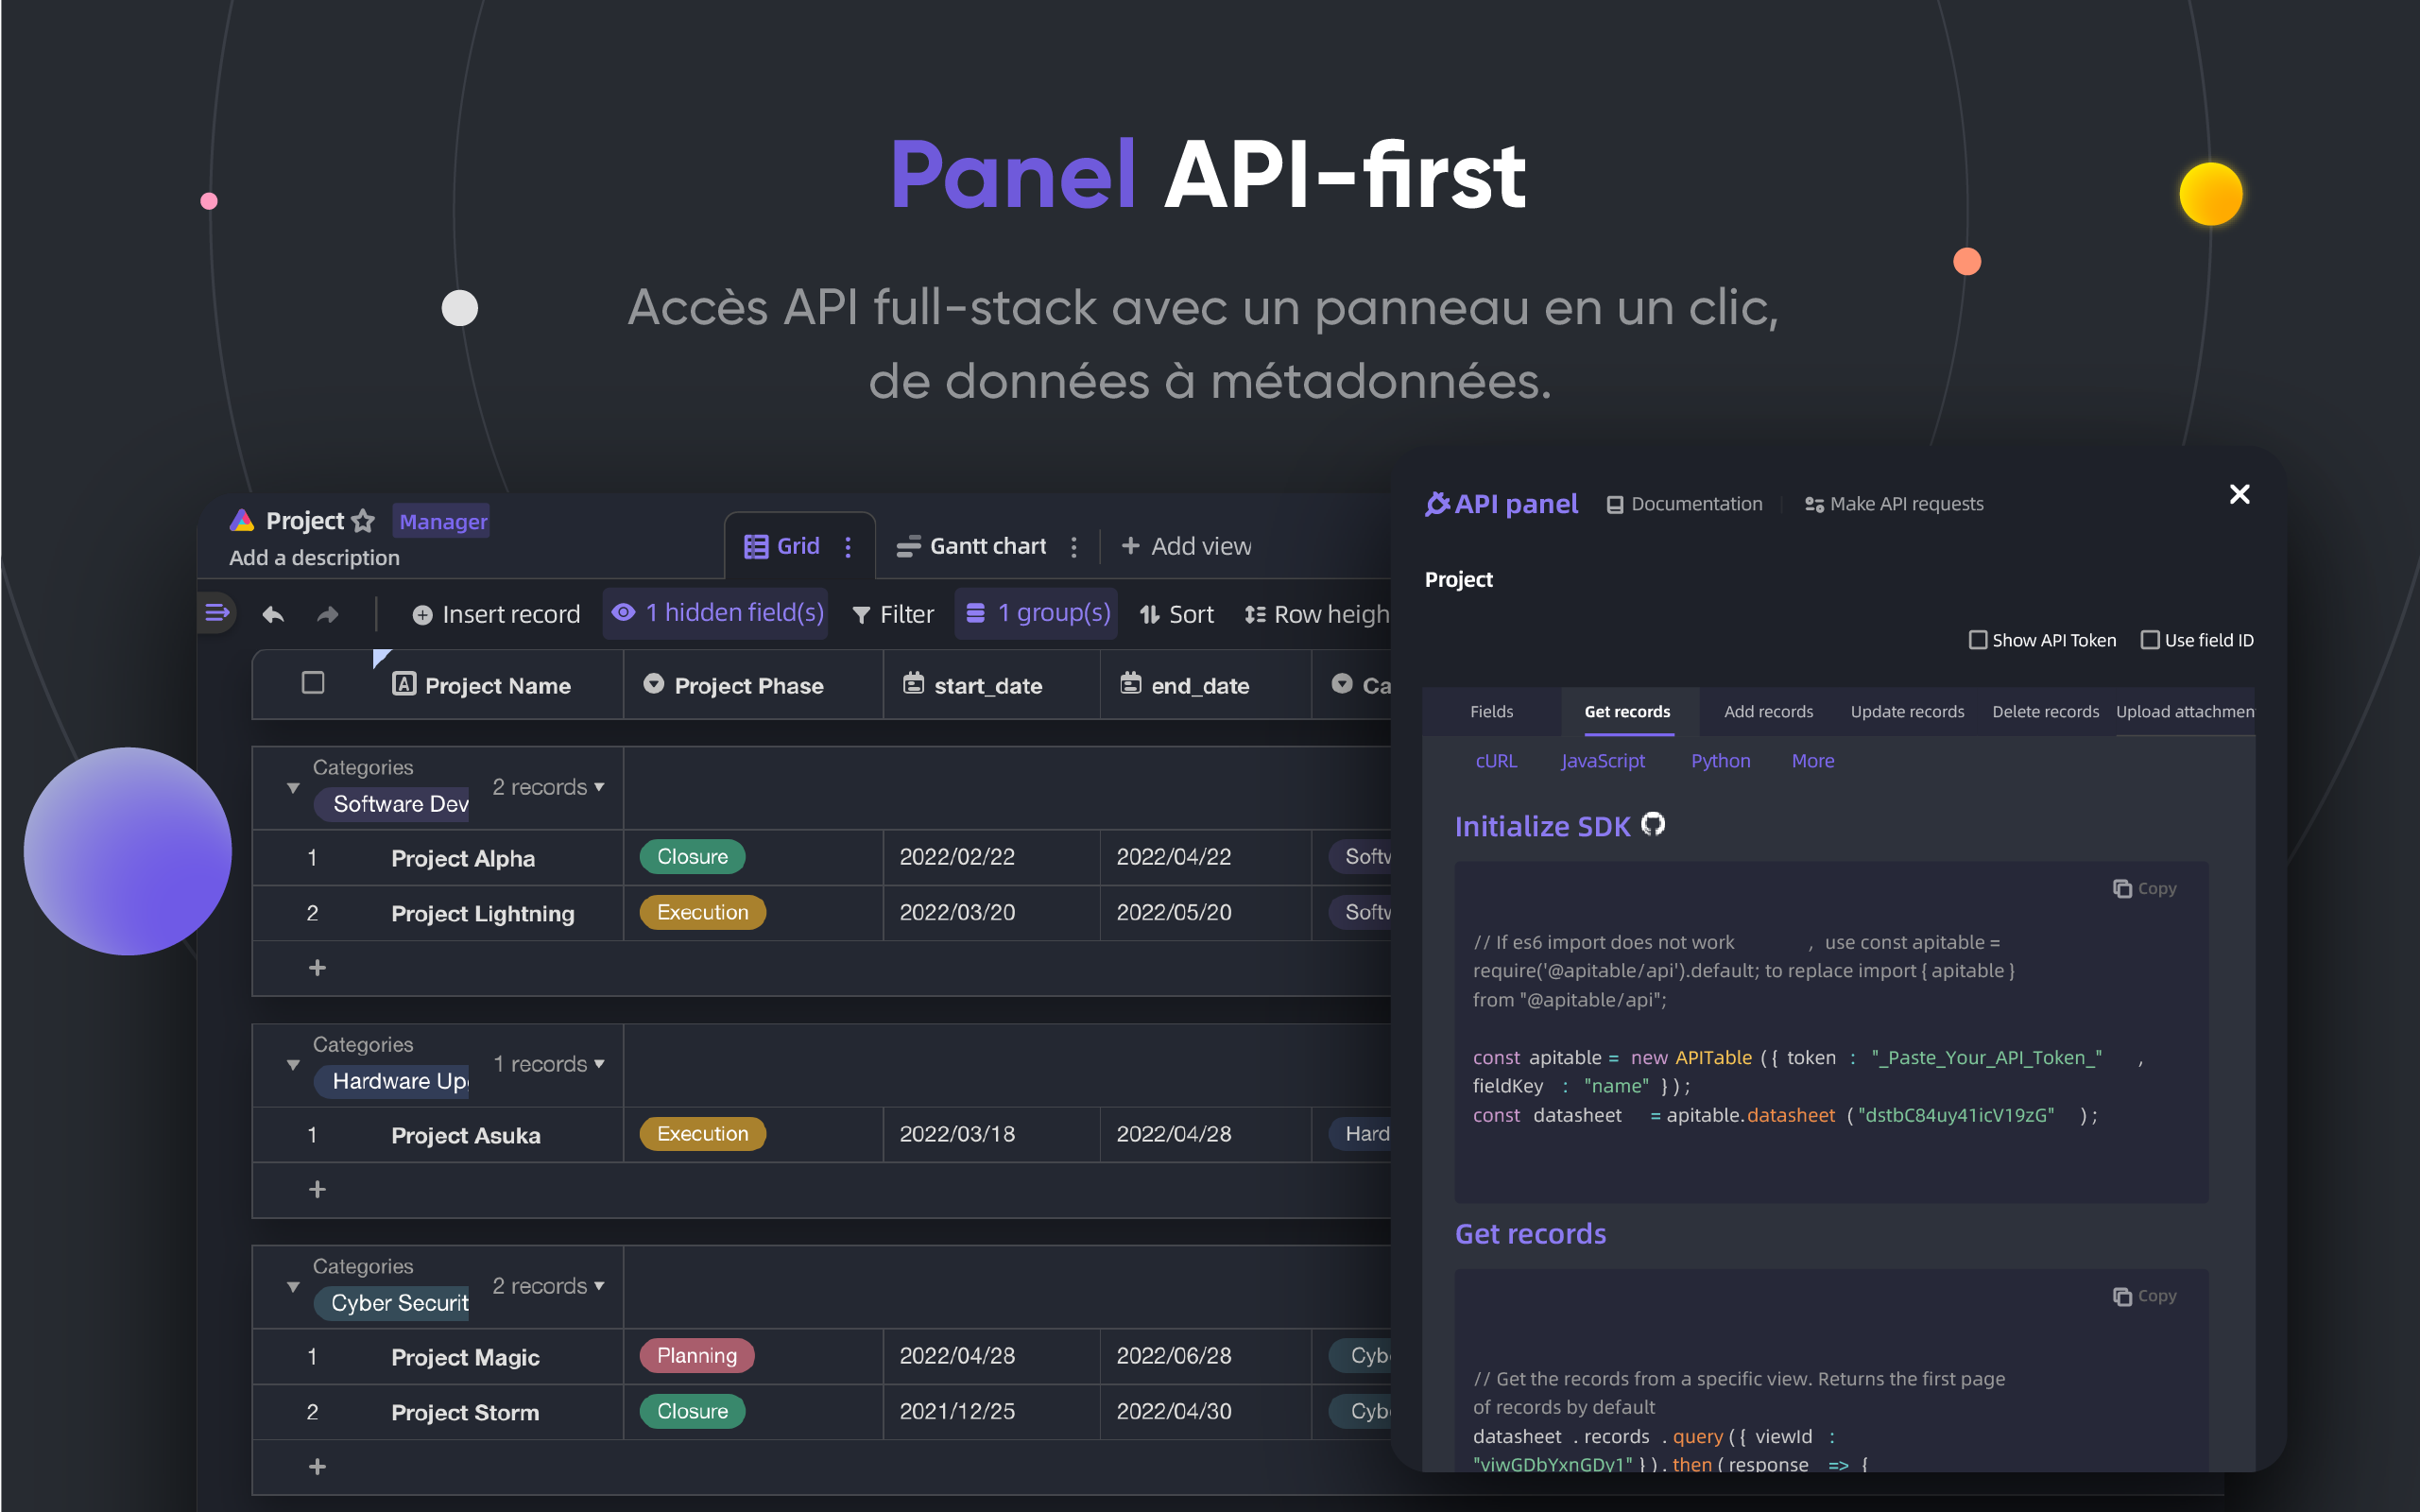 Panel API-first
Accès API full-stack avec un panneau en un clic,
de données à métadonnées.
Project Manager
Add a description
Grid Gantt chart Add view
Insert record 1 hidden field(s) Filter 1 group(s) Sort Row heigh
Project Name Project Phase start_date end_date Ca
Categories
Software Dev 2 records
1 Project Alpha Closure 2022/02/22 2022/04/22 Softw
2 Project Lightning Execution 2022/03/20 2022/05/20 Softw
Categories
Hardware Up 1 records
1 Project Asuka Execution 2022/03/18 2022/04/28 Hard
Categories
Cyber Securit 2 records
1 Project Magic Planning 2022/04/28 2022/06/28 Cybe
2 Project Storm Closure 2021/12/25 2022/04/30 Cybe
API panel Documentation Make API requests
Project
Show API Token Use field ID
Fields Get records Add records Update records Delete records Upload attachmen
cURL JavaScript Python More
Initialize SDK
Copy
// If es6 import does not work , use const apitable =
require('@apitable/api').default; to replace import { apitable }
from "@apitable/api";
const apitable = new APITable ({ token : "_Paste_Your_API_Token_" ,
fieldKey : "name" });
const datasheet = apitable.datasheet ("dstbC84uy41icV19zG" );
Get records
Copy
// Get the records from a specific view. Returns the first page
of records by default
datasheet . records . query ({ viewId :
"viwGDbYxnGDy1" }). then ( response => {